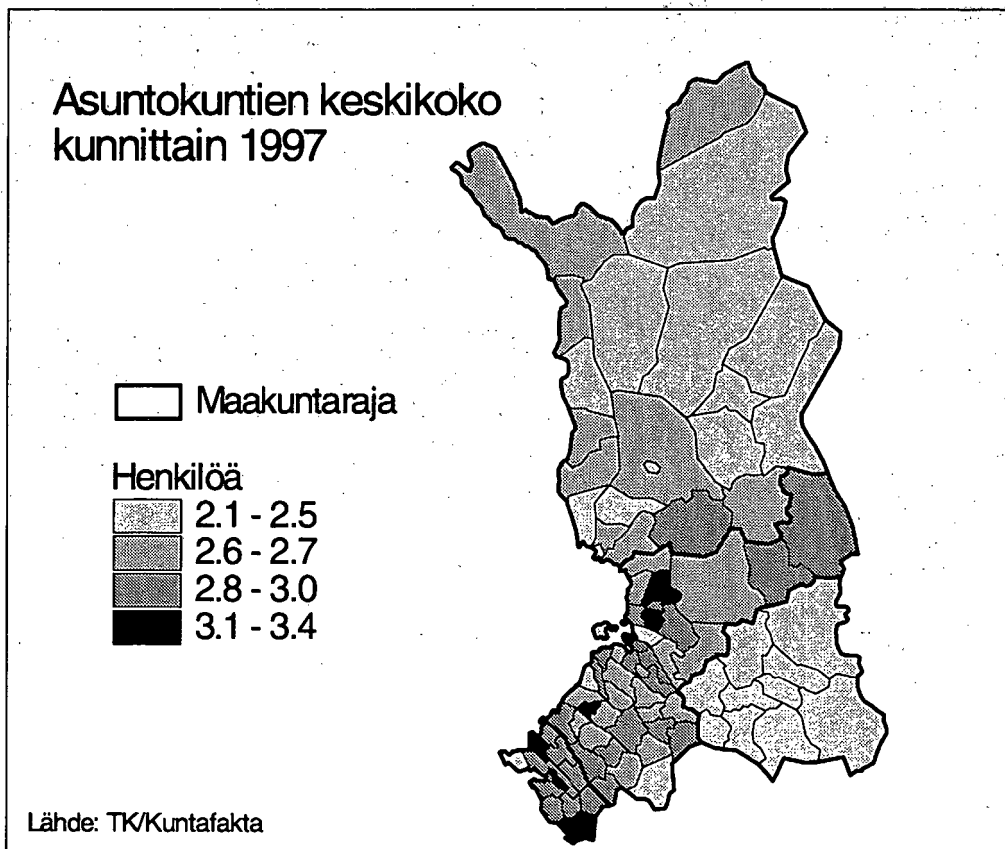 Asuntokuntien keskikoko
kunnittain 1997
Maakuntaraja
Henkilöä
2.1 - 2.5
2.6 - 2.7
2.8 - 3.0
3.1 - 3.4
Lähde: TK/Kuntafakta